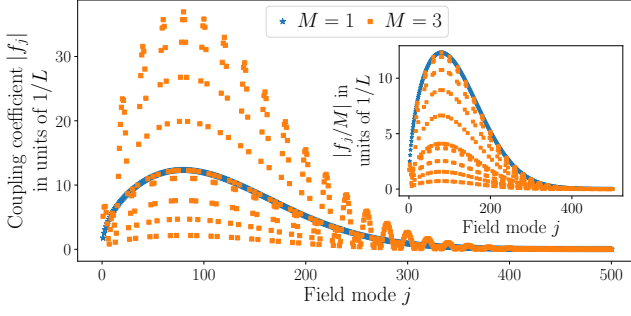 ★ M = 1 ■ M = 3
Coupling coefficient |f_j|
in units of 1/L
30
20
10
0
0 100 200 300 400 500
Field mode j
|f_j/M| in
units of 1/L
10
5
0
0 200 400
Field mode j